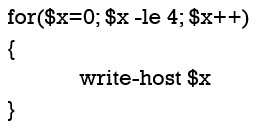 for($x=0; $x -le 4; $x++)
{
write-host $x
}